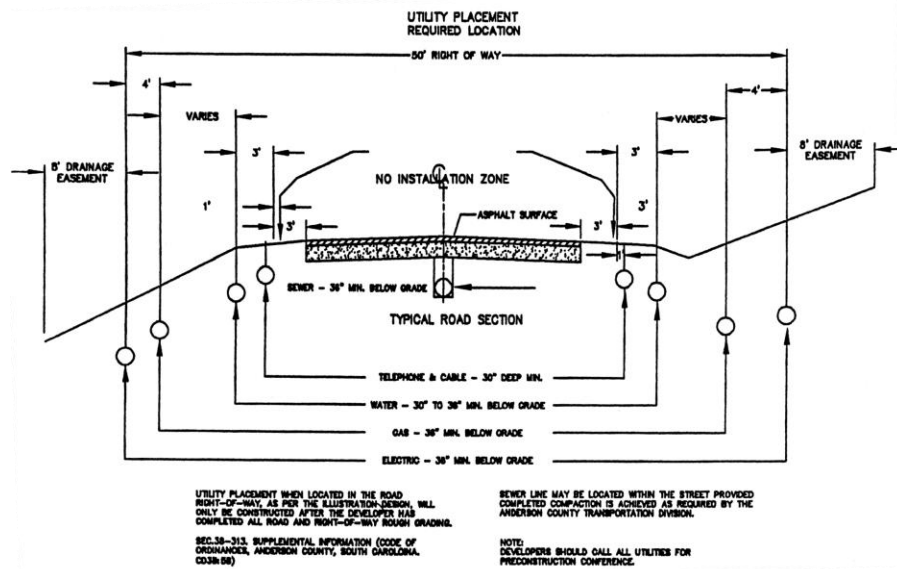 UTILITY PLACEMENT
REQUIRED LOCATION
50' RIGHT OF WAY
4'
4'
VARIES
VARIES
3'
3'
8' DRAINAGE
EASEMENT
8' DRAINAGE
EASEMENT
NO INSTALLATION ZONE
1'
3'
ASPHALT SURFACE
3'
3'
1'
SEWER – 36" MIN. BELOW GRADE
TYPICAL ROAD SECTION
TELEPHONE & CABLE – 30" DEEP MIN.
WATER – 30" TO 36" MIN. BELOW GRADE
GAS – 36" MIN. BELOW GRADE
ELECTRIC – 36" MIN. BELOW GRADE
UTILITY PLACEMENT WHEN LOCATED IN THE ROAD
RIGHT-OF-WAY, AS PER THE ILLUSTRATION-DESIGN, WILL
ONLY BE CONSTRUCTED AFTER THE DEVELOPER HAS
COMPLETED ALL ROAD AND RIGHT-OF-WAY ROUGH GRADING.
SEC.38-313. SUPPLEMENTAL INFORMATION (CODE OF
ORDINANCES, ANDERSON COUNTY, SOUTH CAROLINA.
SEWER LINE MAY BE LOCATED WITHIN THE STREET PROVIDED
COMPLETED COMPACTION IS ACHIEVED AS REQUIRED BY THE
ANDERSON COUNTY TRANSPORTATION DIVISION.
NOTE:
DEVELOPERS SHOULD CALL ALL UTILITIES FOR
PRECONSTRUCTION CONFERENCE.